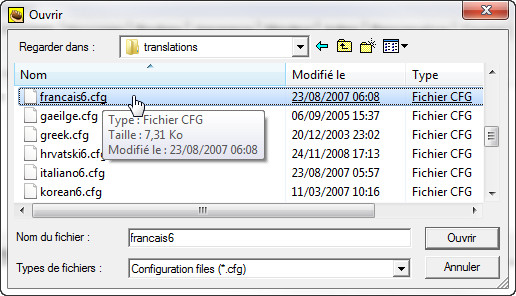 Ouvrir
Regarder dans : translations
Nom Modifié le Type
francais6.cfg 23/08/2007 06:08 Fichier CFG
gaeilge.cfg 06/09/2005 15:37 Fichier CFG
greek.cfg 20/12/2003 23:02 Fichier CFG
hrvatski6.cfg 24/11/2008 17:13 Fichier CFG
italiano6.cfg 23/08/2007 05:57 Fichier CFG
korean6.cfg 11/03/2007 10:16 Fichier CFG
Type : Fichier CFG
Taille : 7,31 Ko
Modifié le : 23/08/2007 06:08
Nom du fichier : francais6 Ouvrir
Types de fichiers : Configuration files (*.cfg) Annuler